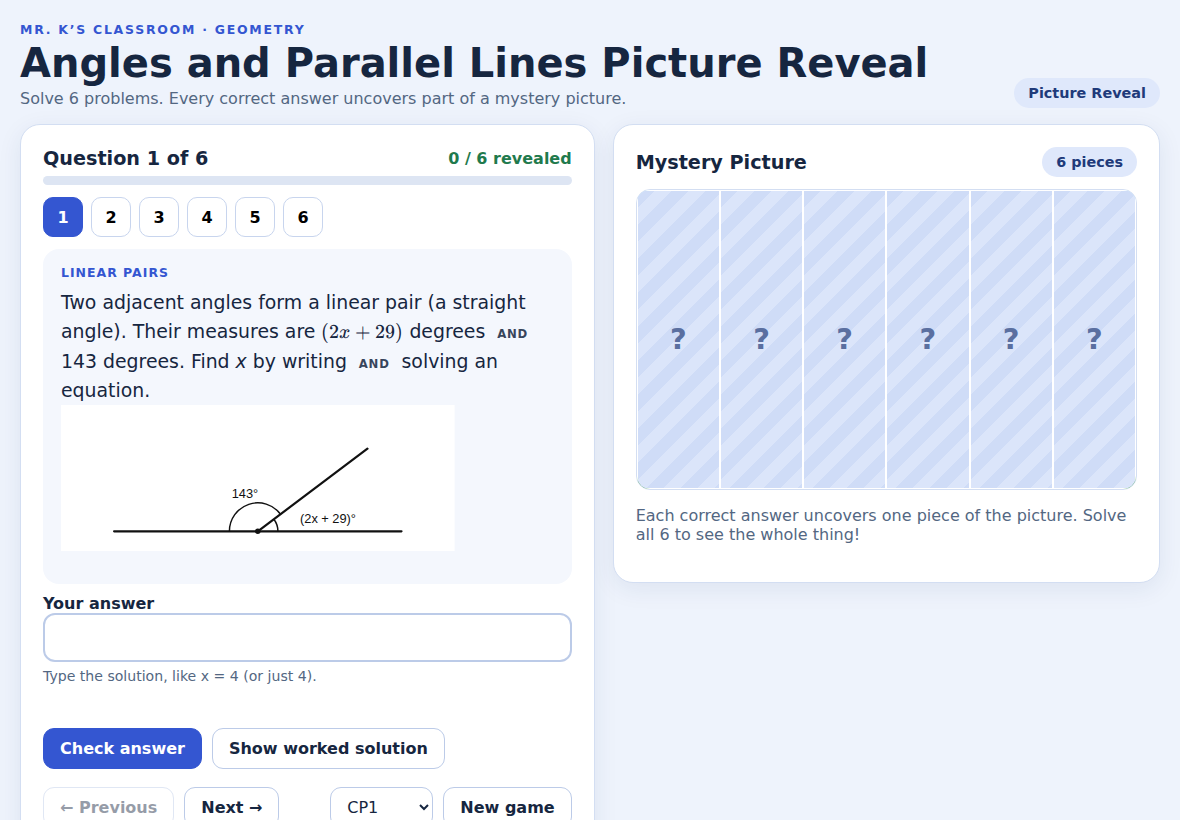 MR. K’S CLASSROOM · GEOMETRY
Angles and Parallel Lines Picture Reveal
Solve 6 problems. Every correct answer uncovers part of a mystery picture.
Picture Reveal
Question 1 of 6
0 / 6 revealed
1 2 3 4 5 6
LINEAR PAIRS
Two adjacent angles form a linear pair (a straight
angle). Their measures are (2x + 29) degrees AND
143 degrees. Find x by writing AND solving an
equation.
143°
(2x + 29)°
Your answer
Type the solution, like x = 4 (or just 4).
Check answer
Show worked solution
← Previous
Next →
CP1
New game
Mystery Picture
6 pieces
? ? ? ? ? ?
Each correct answer uncovers one piece of the picture. Solve
all 6 to see the whole thing!